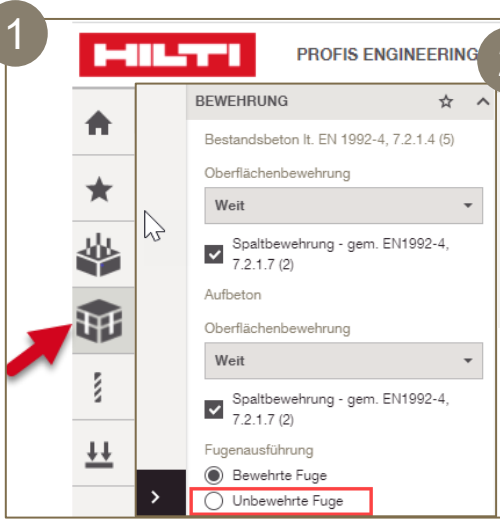 1
HILTI
PROFIS ENGINEERING
BEWEHRUNG
Bestandsbeton lt. EN 1992-4, 7.2.1.4 (5)
Oberflächenbewehrung
Weit
Spaltbewehrung - gem. EN1992-4,
7.2.1.7 (2)
Aufbeton
Oberflächenbewehrung
Weit
Spaltbewehrung - gem. EN1992-4,
7.2.1.7 (2)
Fugenausführung
Bewehrte Fuge
Unbewehrte Fuge